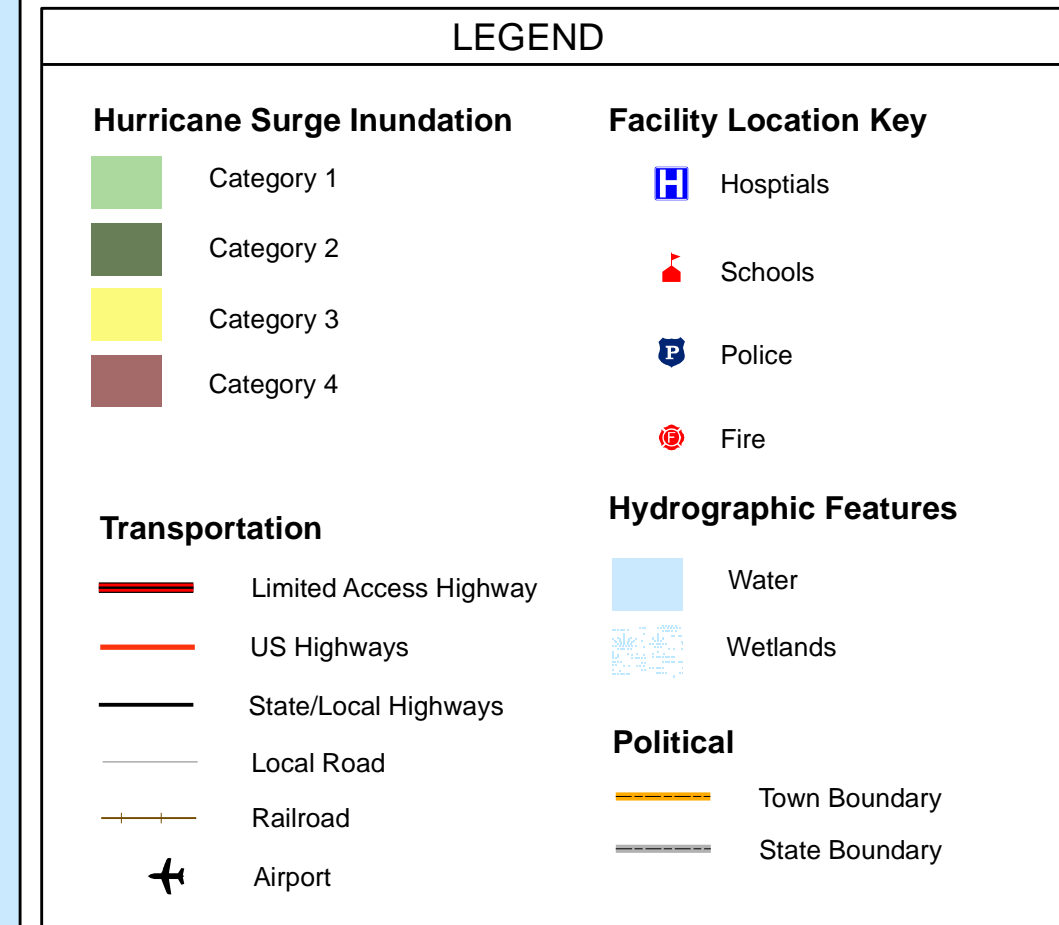 LEGEND
Hurricane Surge Inundation
Category 1
Category 2
Category 3
Category 4
Transportation
Limited Access Highway
US Highways
State/Local Highways
Local Road
Railroad
Airport
Facility Location Key
H Hosptials
Schools
P Police
F Fire
Hydrographic Features
Water
Wetlands
Political
Town Boundary
State Boundary